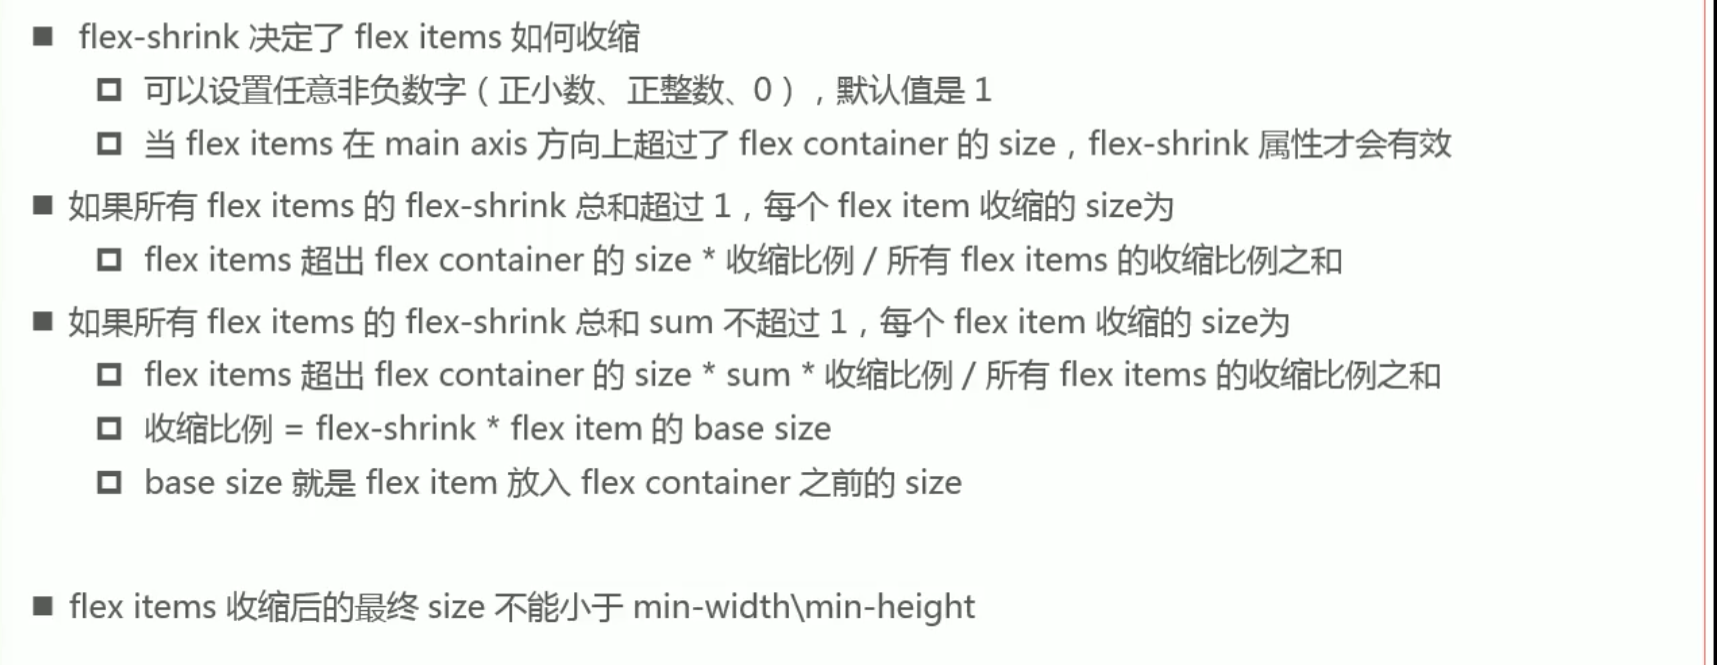 ■ flex-shrink 决定了 flex items 如何收缩
□ 可以设置任意非负数字（正小数、正整数、0），默认值是 1
□ 当 flex items 在 main axis 方向上超过了 flex container 的 size，flex-shrink 属性才会有效
■ 如果所有 flex items 的 flex-shrink 总和超过 1，每个 flex item 收缩的 size为
□ flex items 超出 flex container 的 size * 收缩比例 / 所有 flex items 的收缩比例之和
■ 如果所有 flex items 的 flex-shrink 总和 sum 不超过 1，每个 flex item 收缩的 size为
□ flex items 超出 flex container 的 size * sum * 收缩比例 / 所有 flex items 的收缩比例之和
□ 收缩比例 = flex-shrink * flex item 的 base size
□ base size 就是 flex item 放入 flex container 之前的 size
■ flex items 收缩后的最终 size 不能小于 min-width\min-height